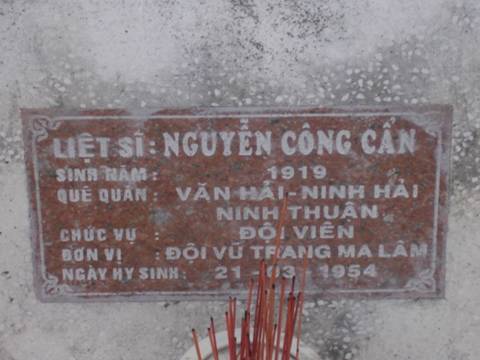 LIỆT SĨ : NGUYỄN CÔNG CẨN
SINH NĂM : 1919
QUÊ QUÁN : VĂN HẢI - NINH HẢI
NINH THUẬN
CHỨC VỤ : ĐỘI VIÊN
ĐƠN VỊ : ĐỘI VŨ TRANG MA LÂM
NGÀY HY SINH : 21 - 03 - 1954